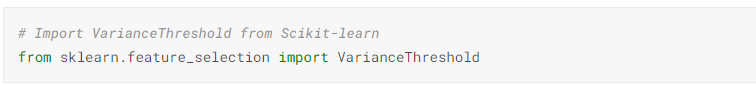 # Import VarianceThreshold from Scikit-learn
from sklearn.feature_selection import VarianceThreshold